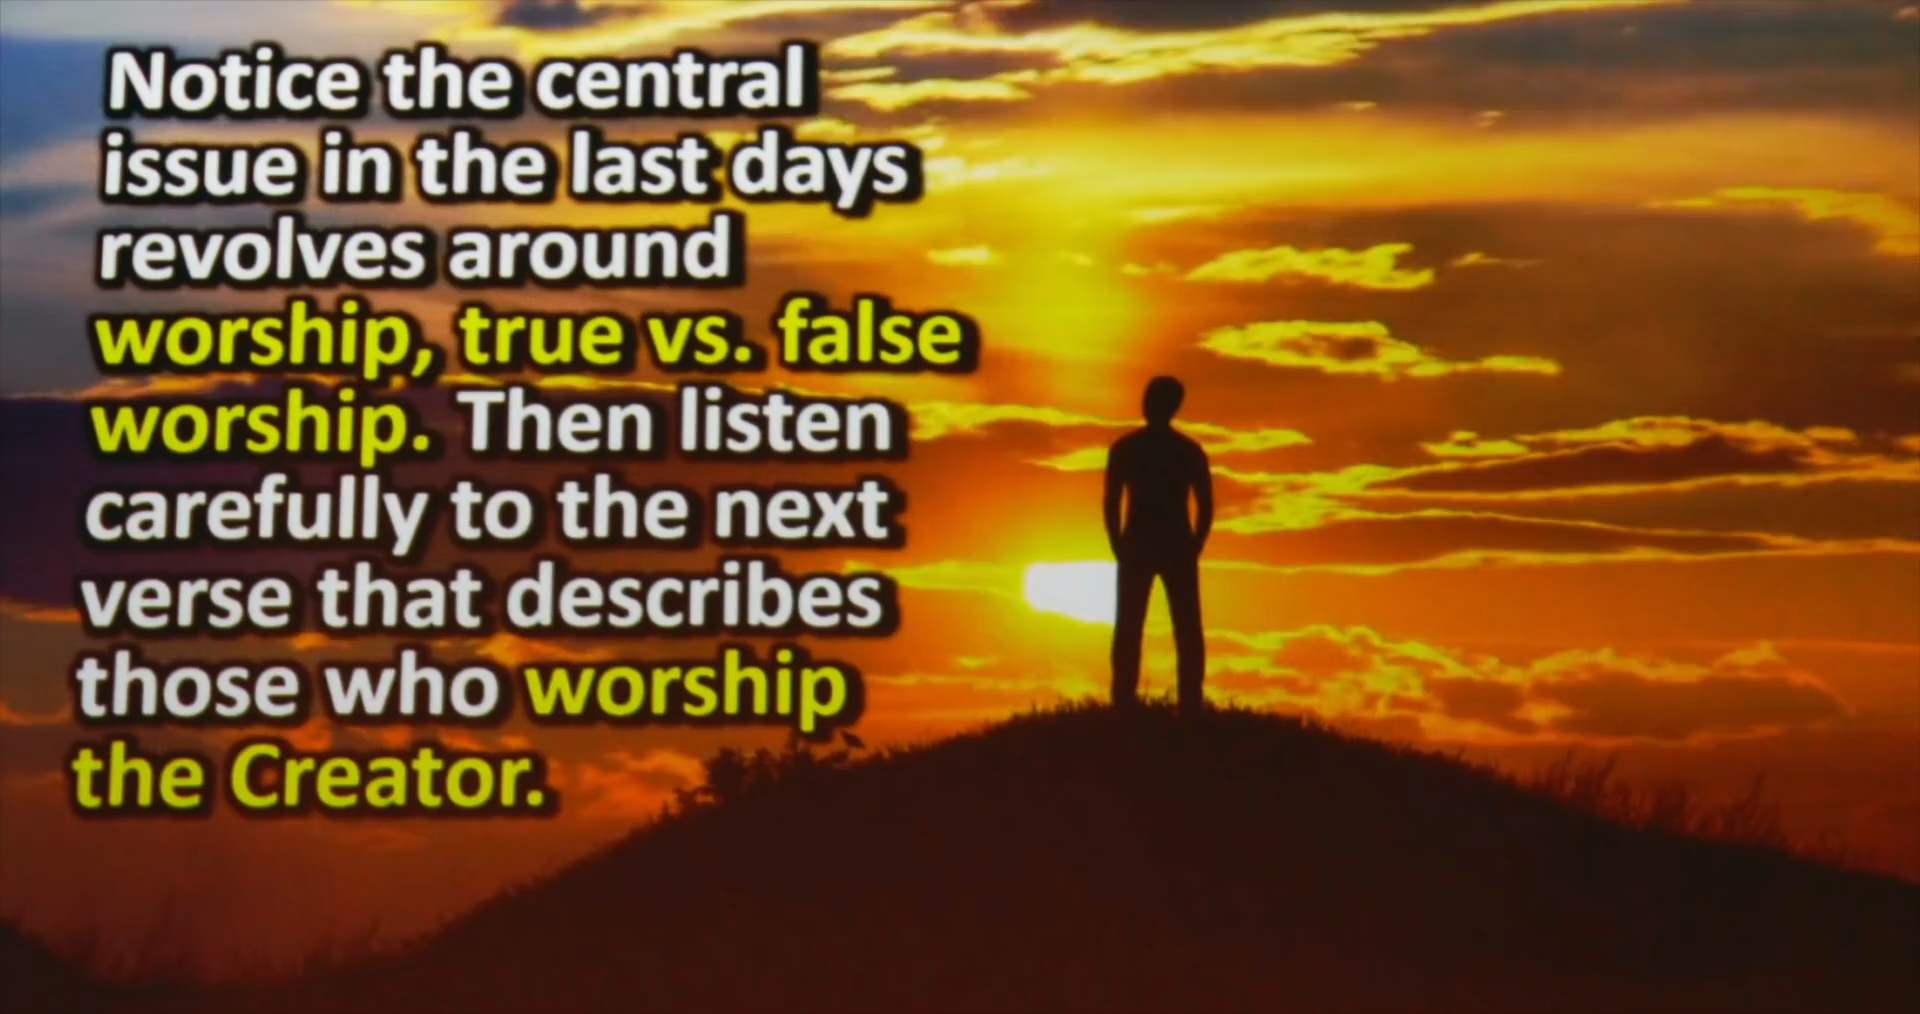 Notice the central
issue in the last days
revolves around
worship, true vs. false
worship. Then listen
carefully to the next
verse that describes
those who worship
the Creator.